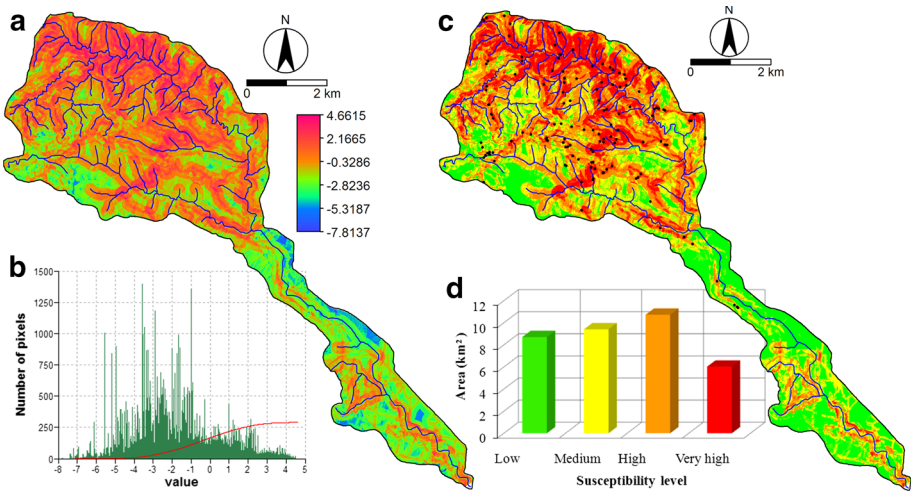 a
N
0 2 km
4.6615
2.1665
-0.3286
-2.8236
-5.3187
-7.8137
b
1500
1250
1000
750
500
250
0
Number of pixels
-8 -7 -6 -5 -4 -3 -2 -1 0 1 2 3 4 5
value
c
N
0 2 km
d
12
10
8
6
4
2
0
Area (km²)
Low Medium High Very high
Susceptibility level